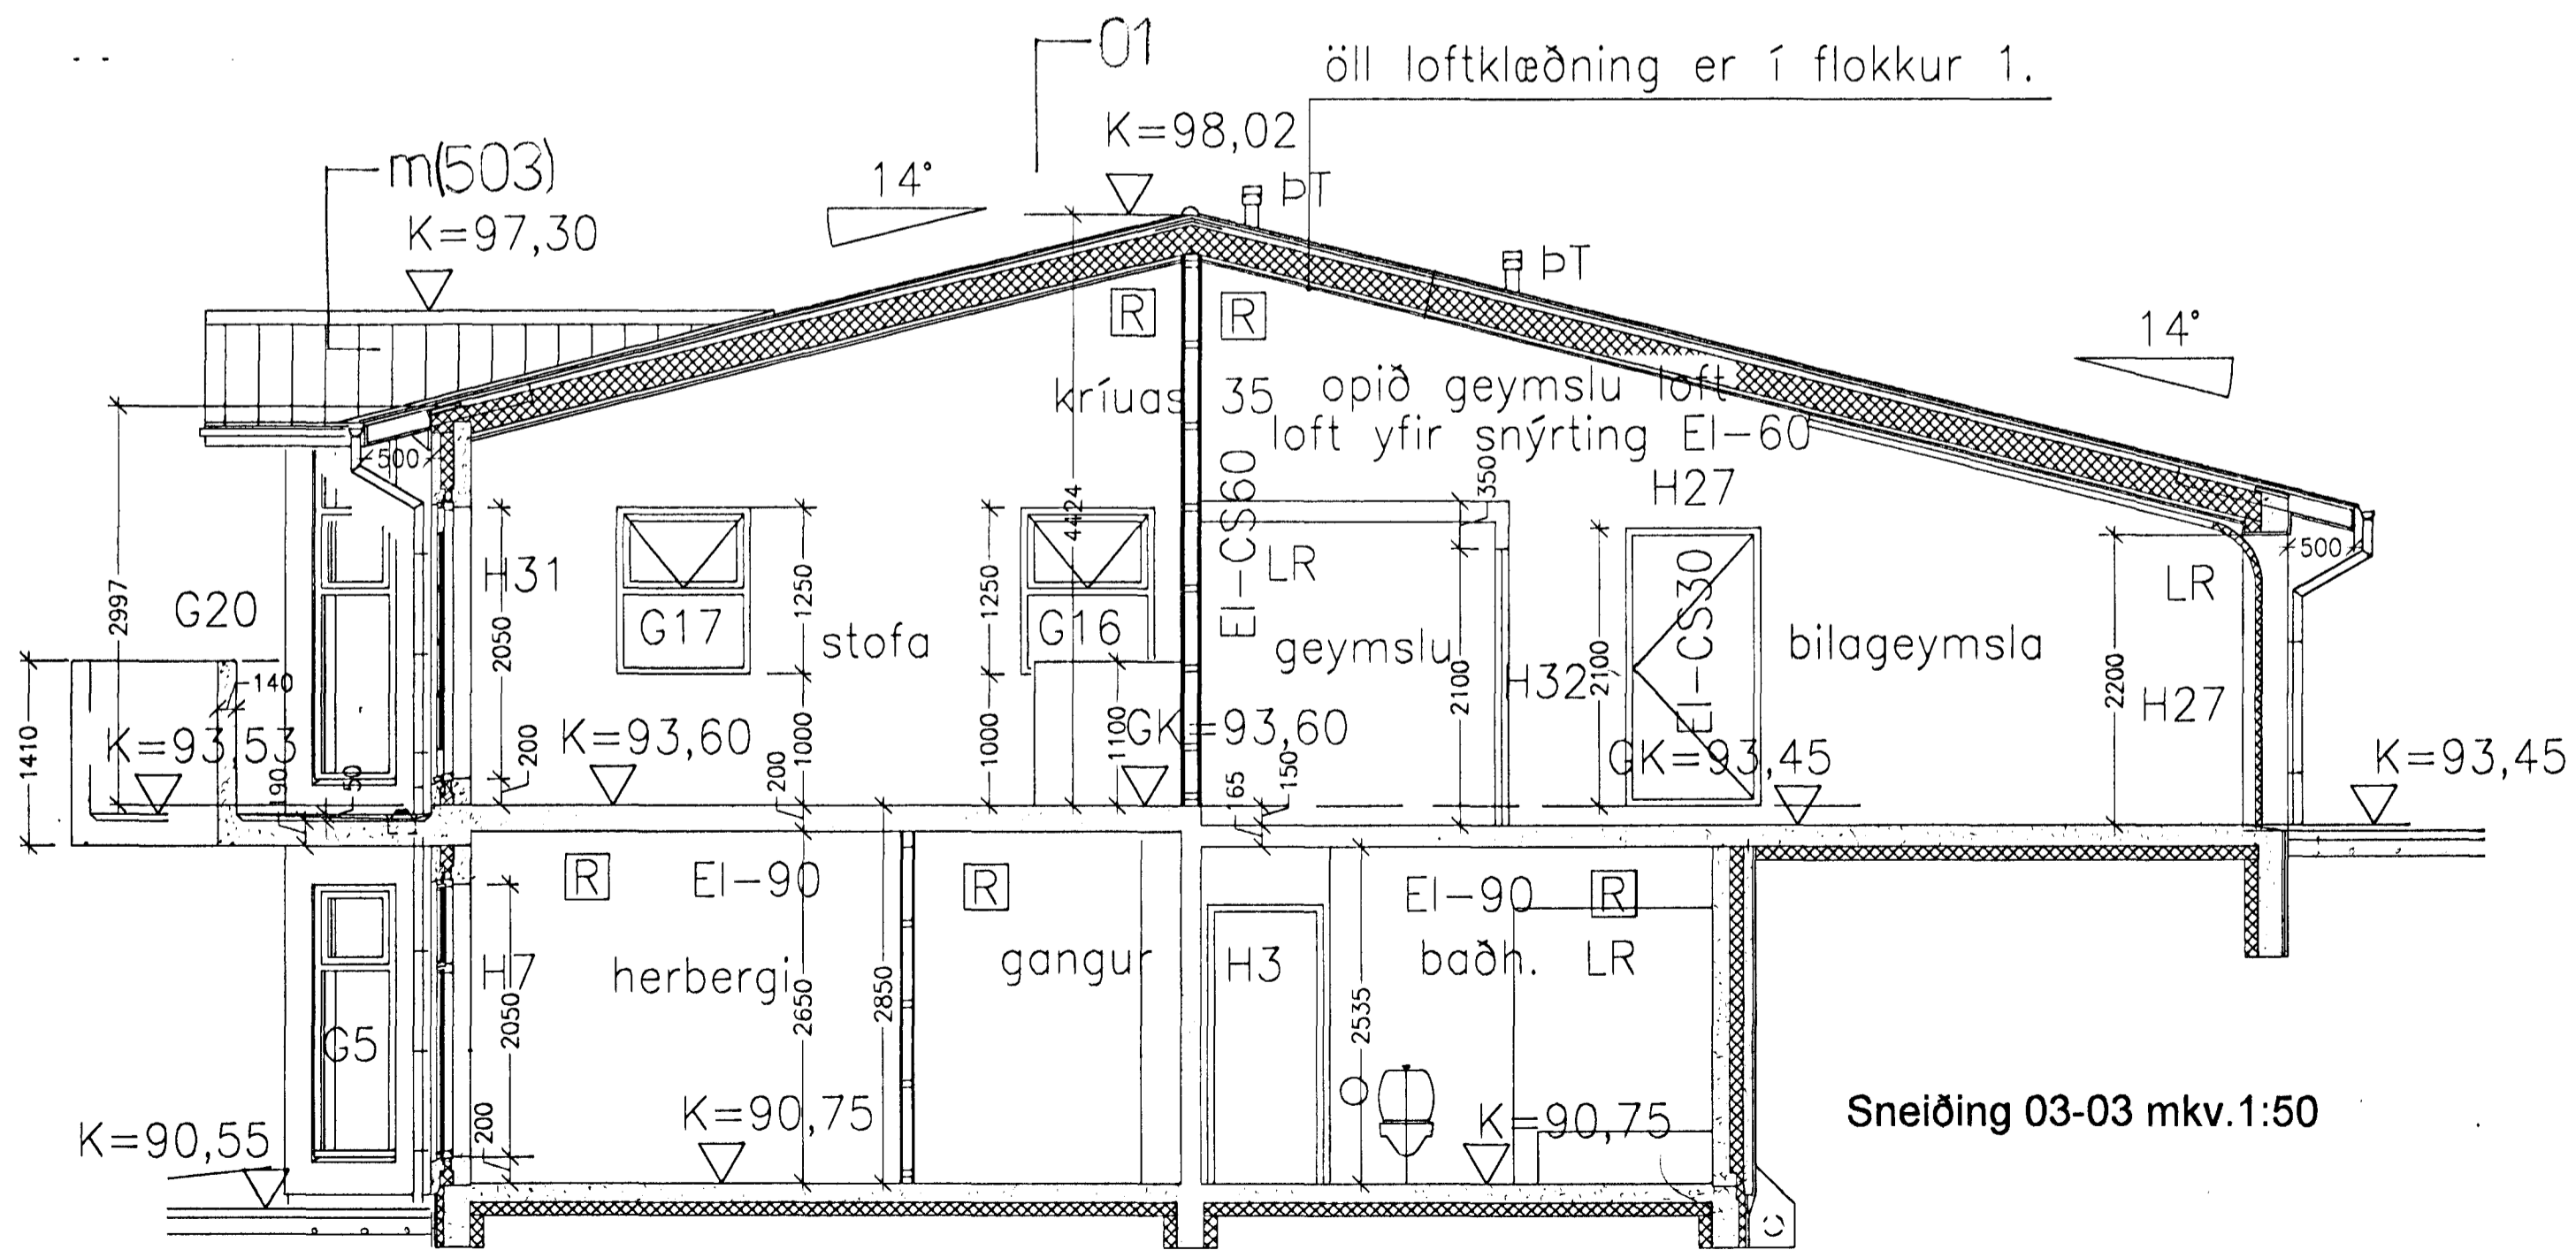 01
öll loftklæðning er í flokkur 1.
K=98,02
m(503)
14°
ÞT
K=97,30
ÞT
14°
R
R
kríuas 35 opið geymslu loft
loft yfir snýrting EI-60
500
350
H27
4424
EI-CS60
LR
500
H31
1250
1250
EI-CS30
LR
2997
G20
G17
stofa
G16
geymslu
bilageymsla
2050
2100
H32
2100
2200
H27
140
1410
K=93,53
200
K=93,60
1000
1000
1100
GK=93,60
GK=93,45
K=93,45
190
50
200
165
150
R
EI-90
R
EI-90
R
H7
herbergi
gangur
H3
baðh.
LR
2050
2650
2850
2535
G5
K=90,55
200
K=90,75
K=90,75
Sneiðing 03-03 mkv.1:50